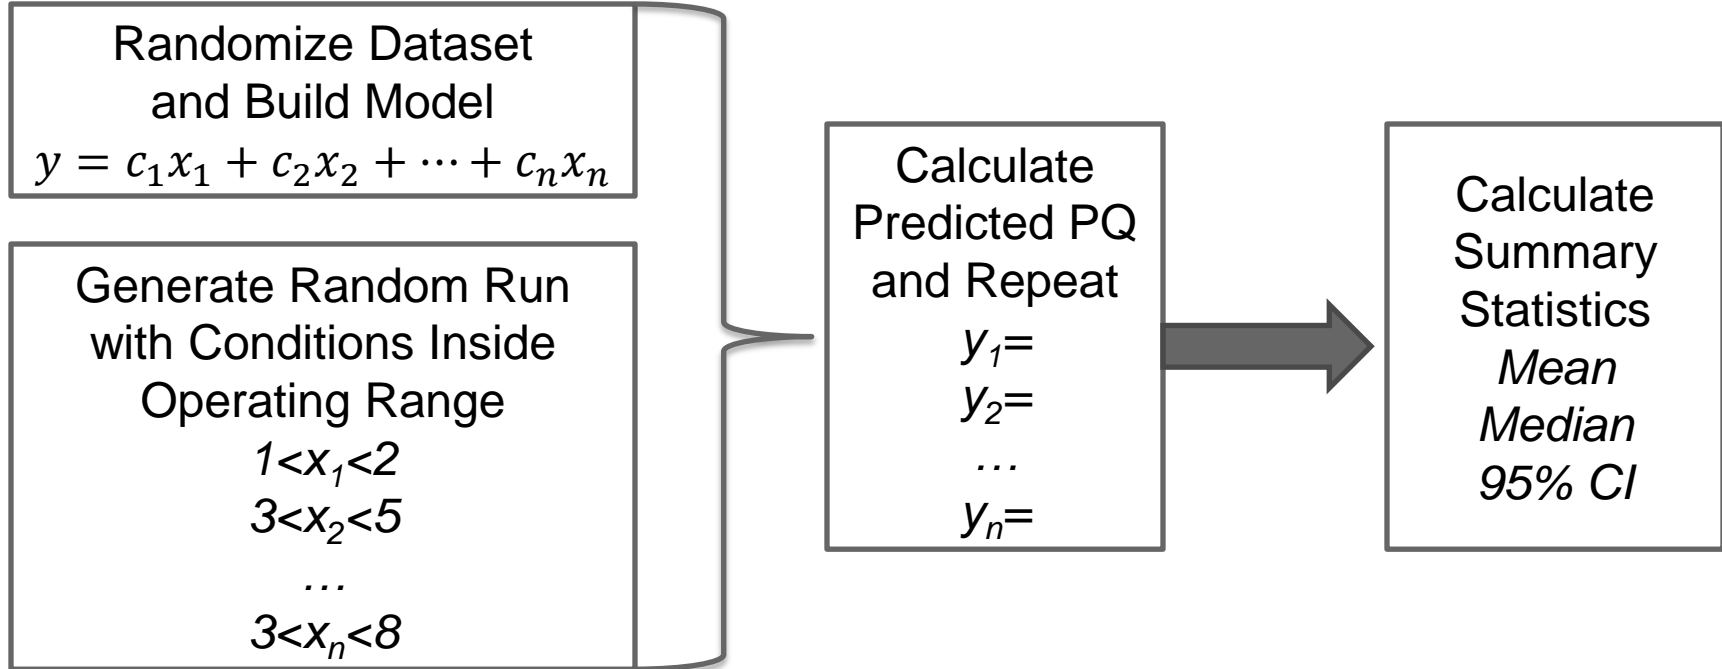 Randomize Dataset
and Build Model
y = c₁x₁ + c₂x₂ + ⋯ + cₙxₙ
Generate Random Run
with Conditions Inside
Operating Range
1<x₁<2
3<x₂<5
…
3<xₙ<8
Calculate
Predicted PQ
and Repeat
y₁=
y₂=
…
yₙ=
Calculate
Summary
Statistics
Mean
Median
95% CI